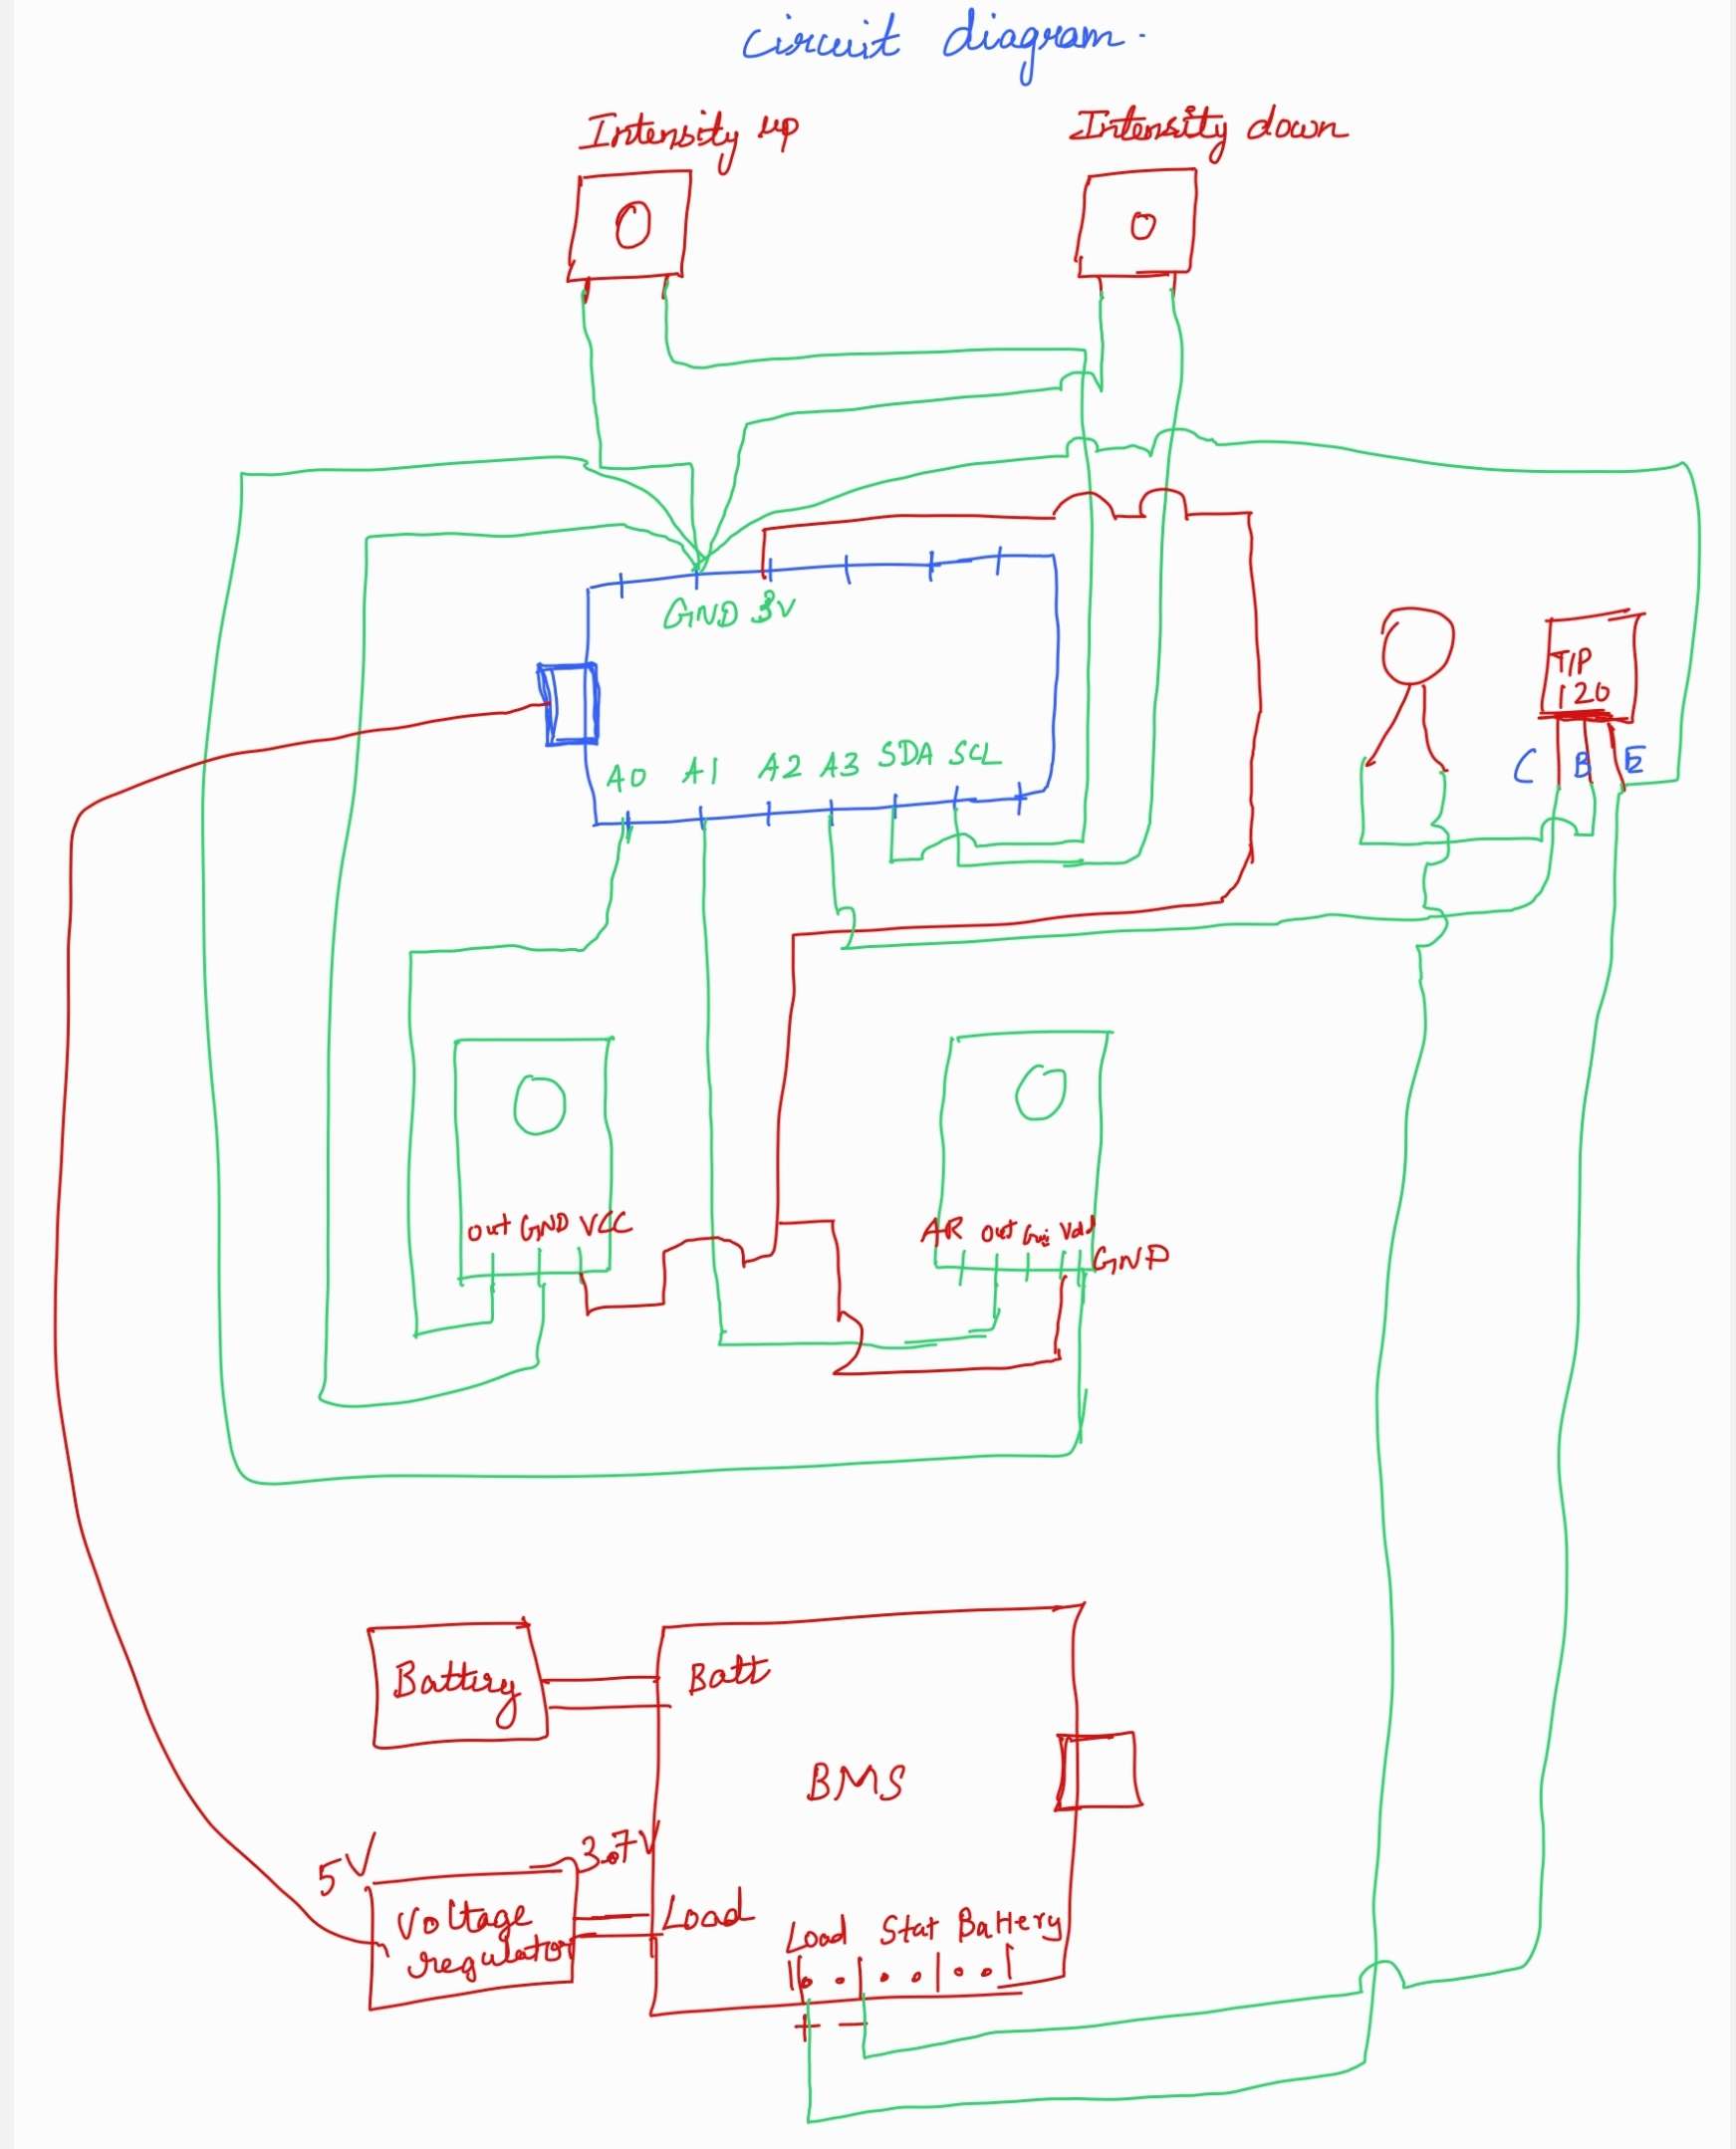 Circuit diagram.
Intensity up
Intensity down
GND 3V
TIP
120
C B E
A0 A1 A2 A3 SDA SCL
out GND VCC
AR out Vdd
GND
Battery
Batt
BMS
5V
3.7V
Voltage
regulator
Load
Load Stat Battery
+ -